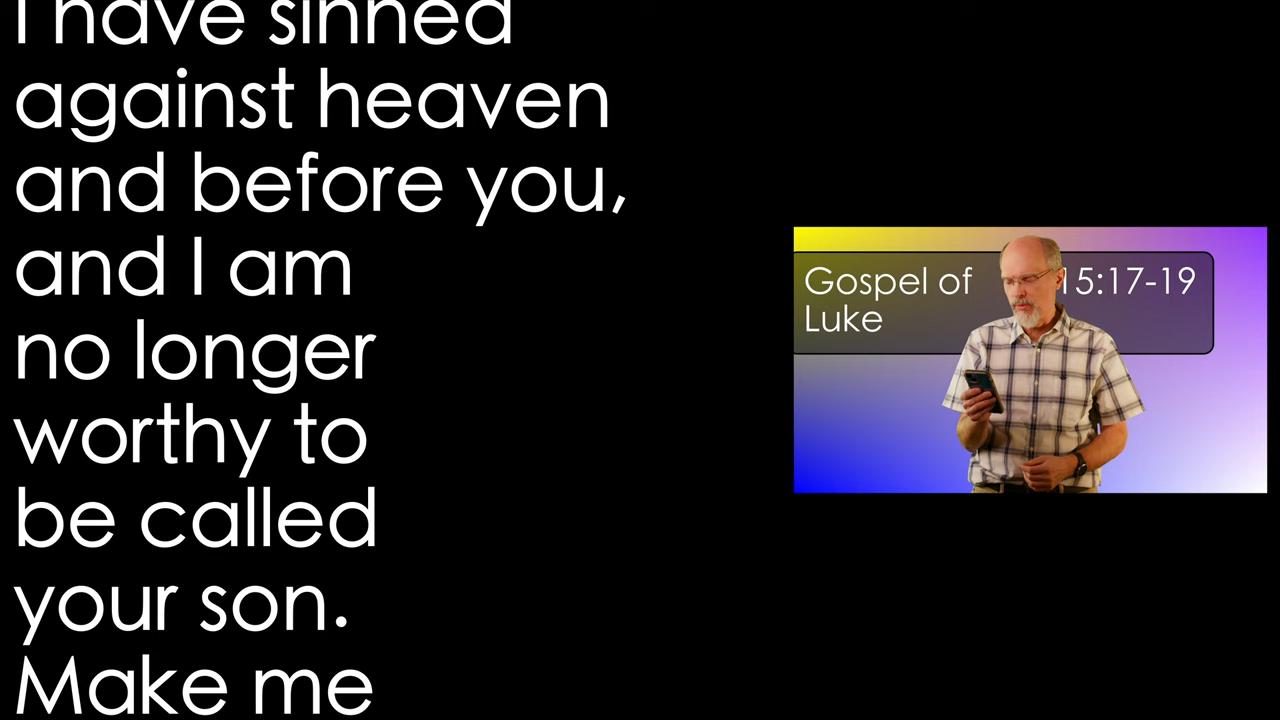 I have sinned
against heaven
and before you,
and I am
no longer
worthy to
be called
your son.
Make me
Gospel of 15:17-19
Luke